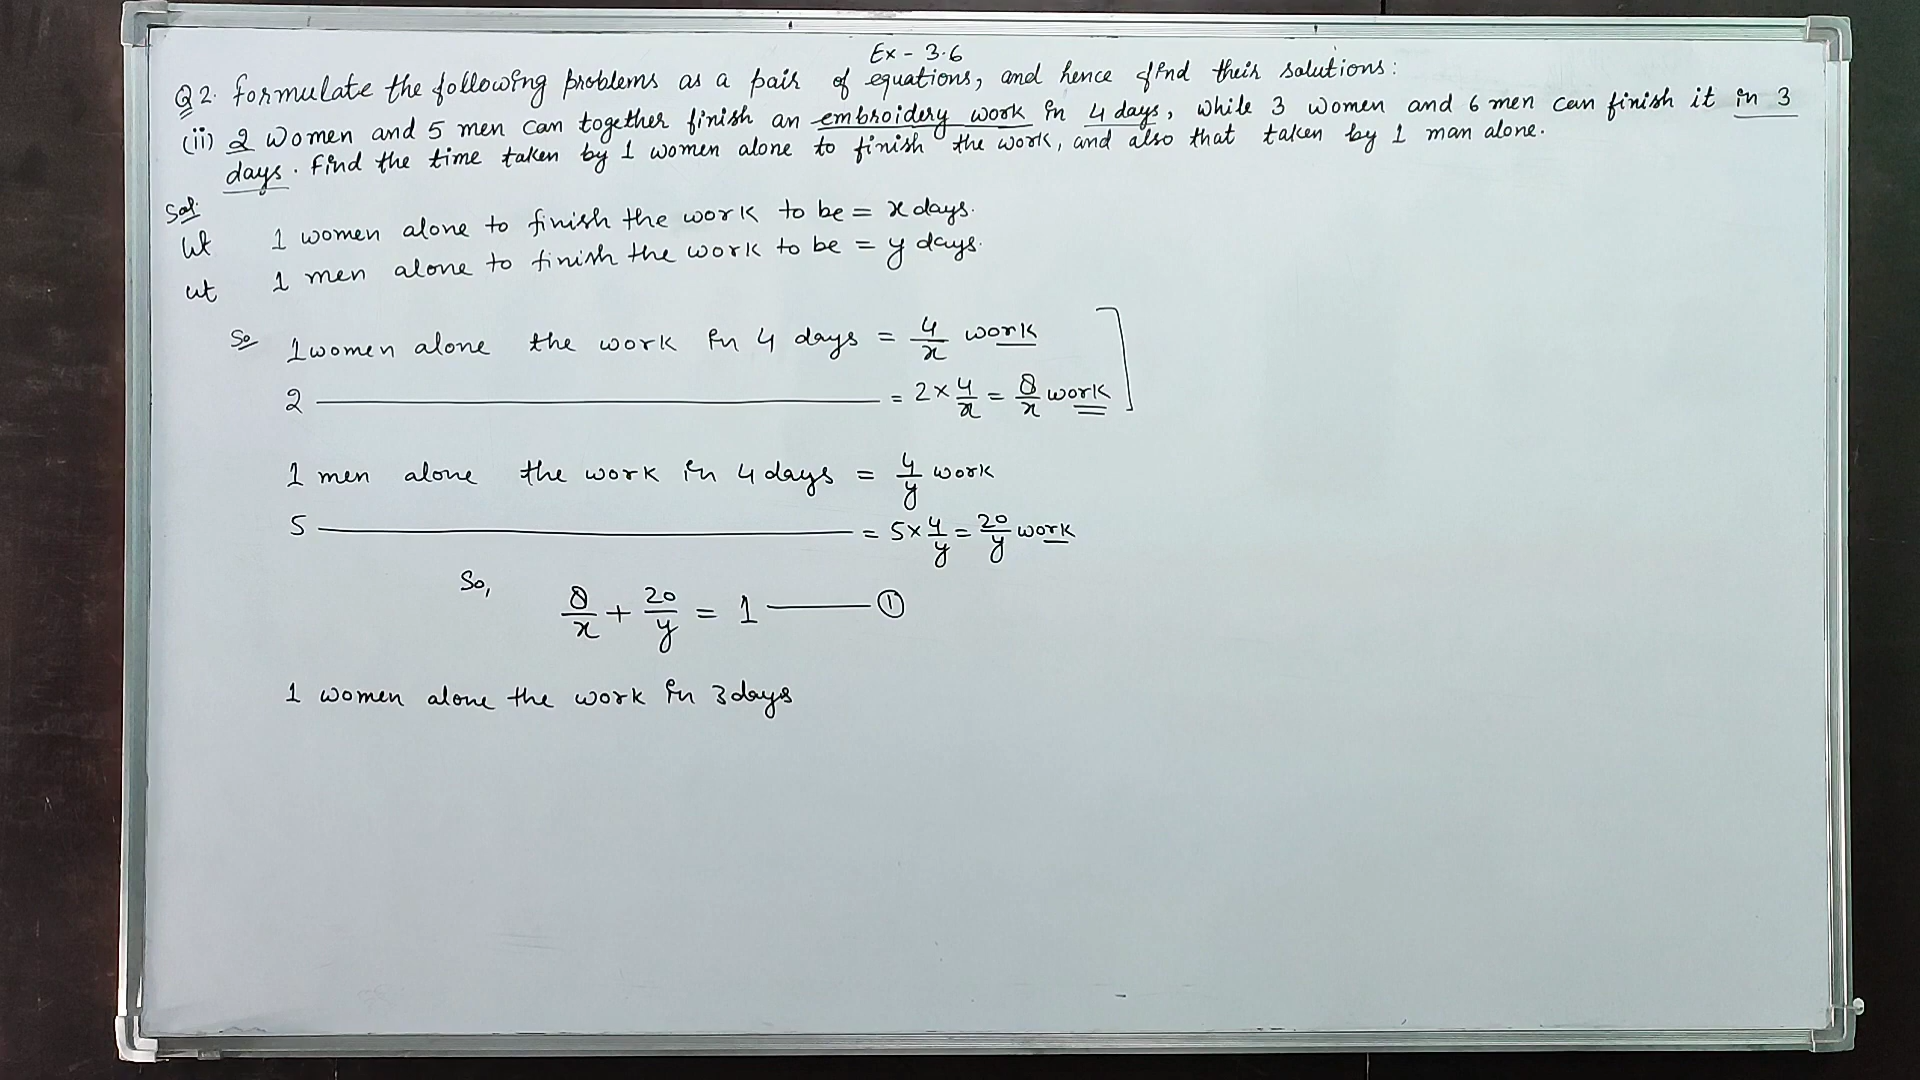 Ex - 3.6
Q2. Formulate the following problems as a pair of equations, and hence find their solutions:
(ii) 2 Women and 5 men can together finish an embroidery work in 4 days, while 3 women and 6 men can finish it in 3
days. Find the time taken by 1 women alone to finish the work, and also that taken by 1 man alone.
Sol.
let 1 women alone to finish the work to be = x days.
let 1 men alone to finish the work to be = y days.
So 1 women alone the work in 4 days = 4/x work
2 ——— = 2 × 4/x = 8/x work
1 men alone the work in 4 days = 4/y work
5 ——— = 5 × 4/y = 20/y work
So,
8/x + 20/y = 1 ——— ①
1 women alone the work in 3 days